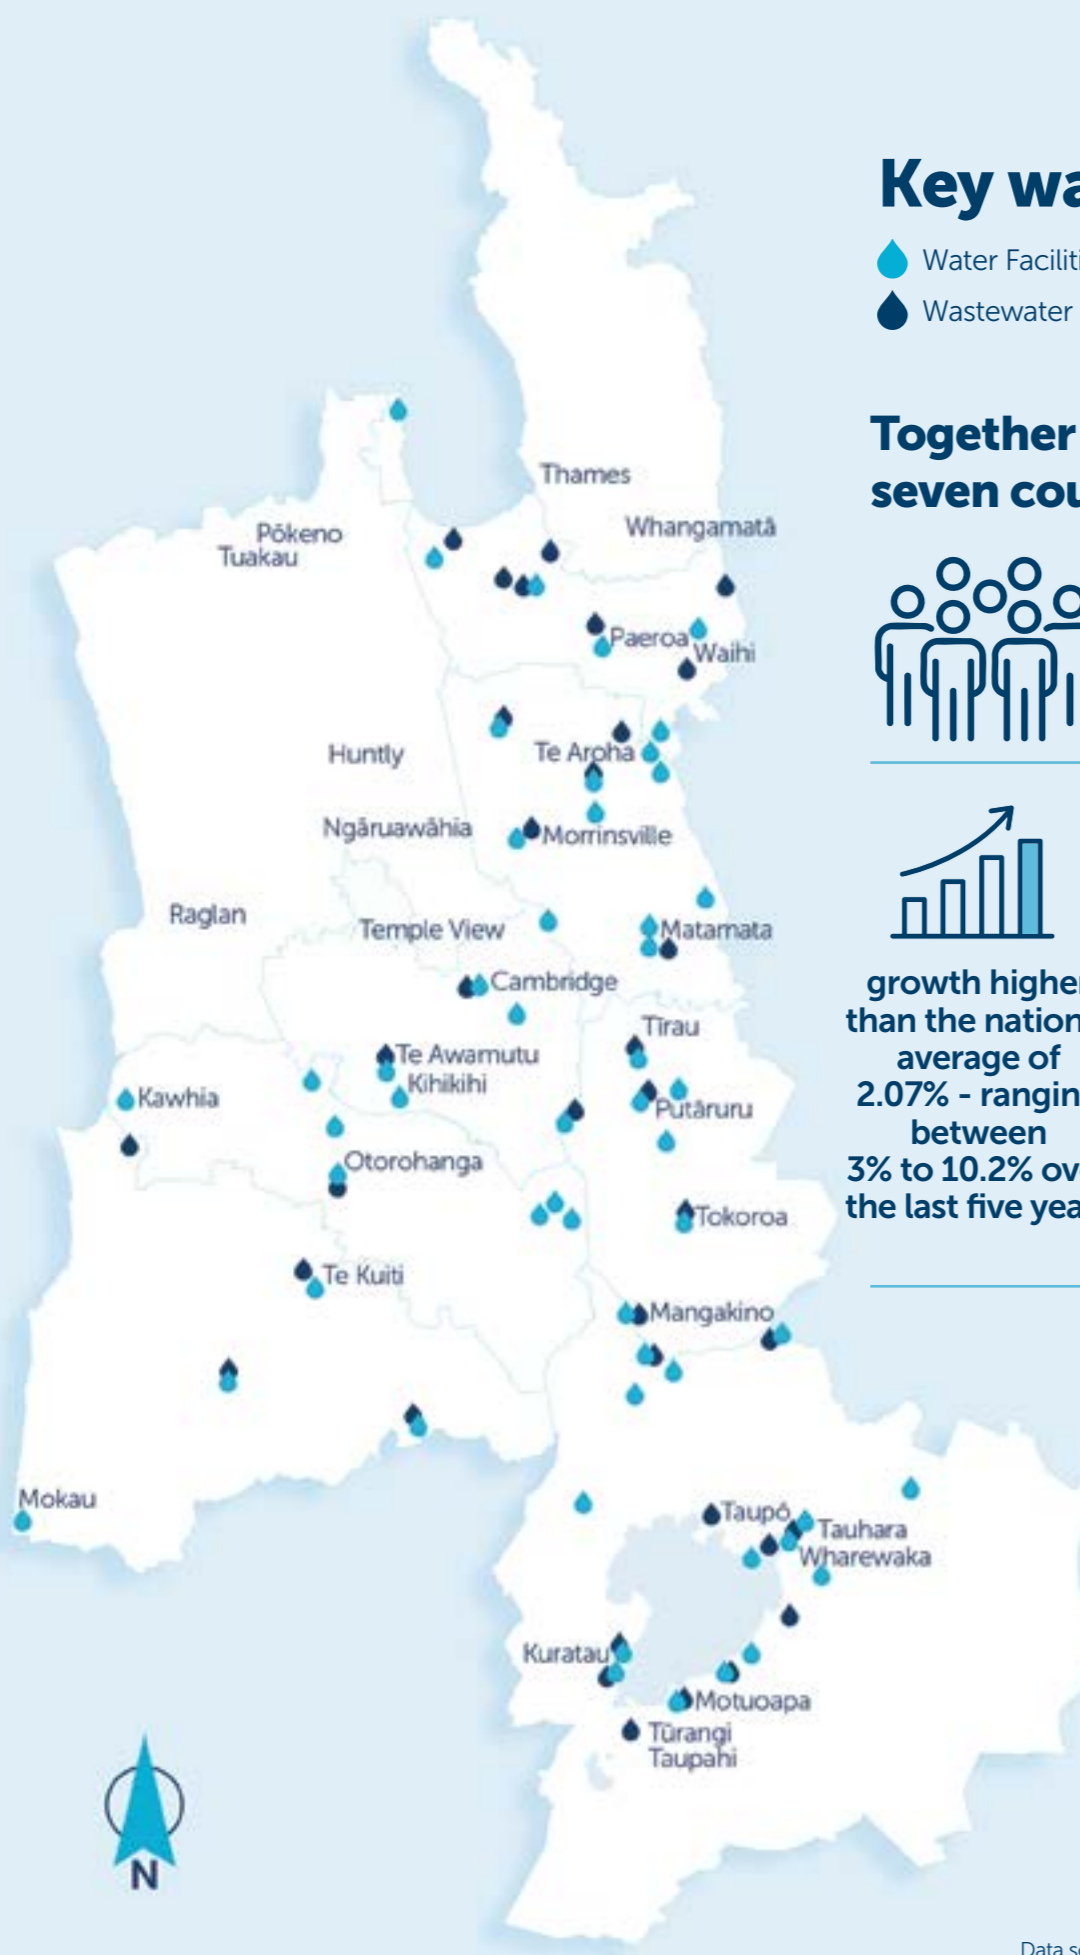 Key wa
Water Faciliti
Wastewater
Together
seven cou
Thames
Whangamatā
Pōkeno
Tuakau
Paeroa
Waihi
Huntly
Te Aroha
Ngāruawāhia
Morrinsville
Raglan
Temple View
Matamata
Cambridge
Tīrau
Te Awamutu
Kihikihi
Kawhia
Putāruru
Otorohanga
Tokoroa
Te Kuiti
Mangakino
growth higher
than the nation
average of
2.07% - rangin
between
3% to 10.2% ov
the last five yea
Mokau
Taupō
Tauhara
Wharewaka
Kuratau
Motuoapa
Tūrangi
Taupahi
N
Data s